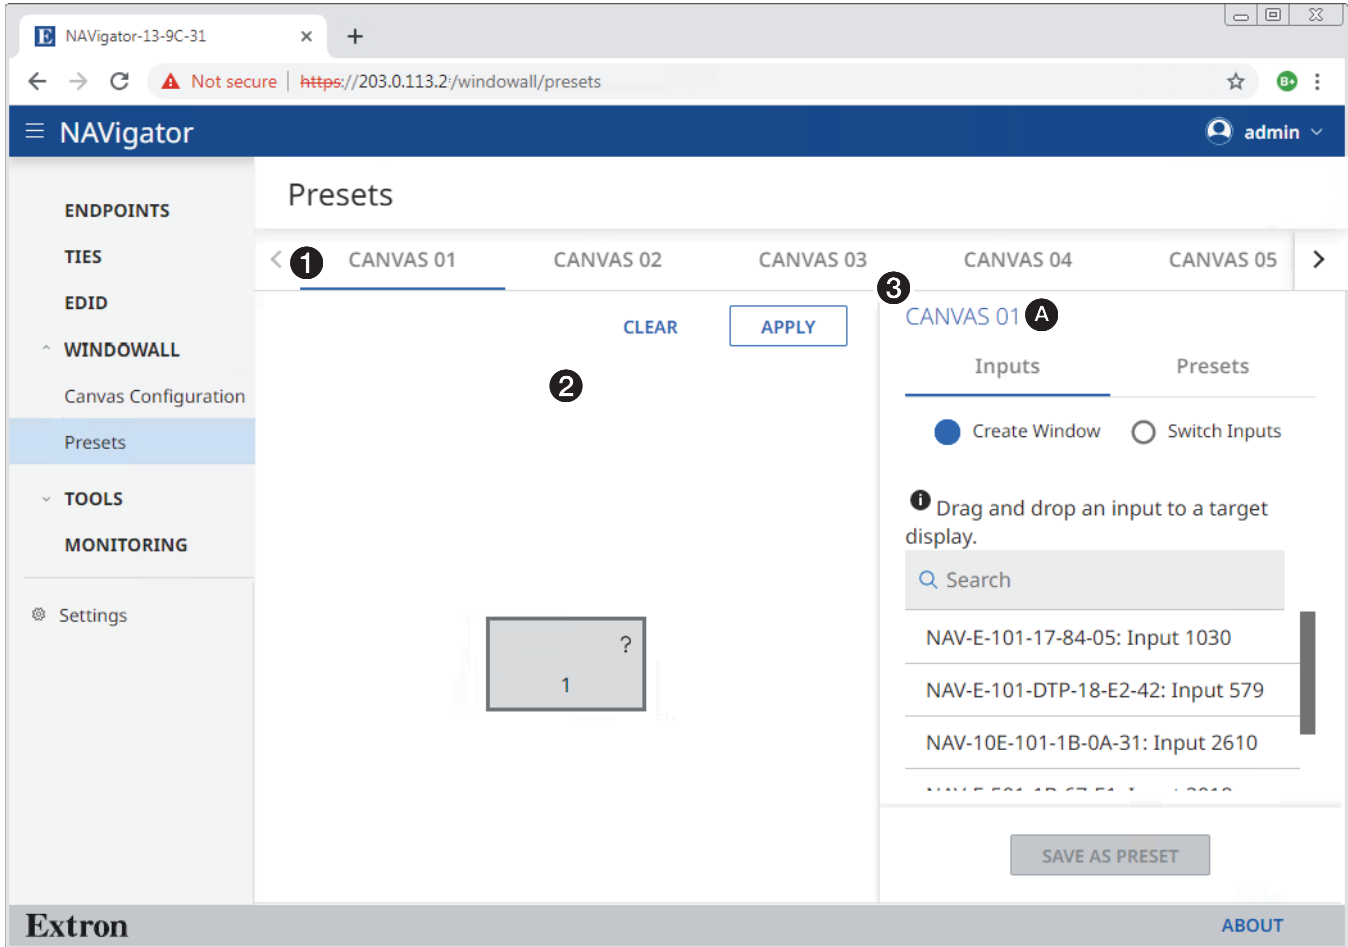 E NAVigator-13-9C-31 × +
Not secure | https://203.0.113.2:/windowall/presets B+
NAVigator admin
Presets
ENDPOINTS
TIES
EDID
WINDOWALL
Canvas Configuration
Presets
TOOLS
MONITORING
Settings
1 CANVAS 01 CANVAS 02 CANVAS 03 CANVAS 04 CANVAS 05
CLEAR APPLY
2
?
1
3
CANVAS 01 A
Inputs Presets
Create Window Switch Inputs
i Drag and drop an input to a target
display.
Search
NAV-E-101-17-84-05: Input 1030
NAV-E-101-DTP-18-E2-42: Input 579
NAV-10E-101-1B-0A-31: Input 2610
SAVE AS PRESET
Extron ABOUT